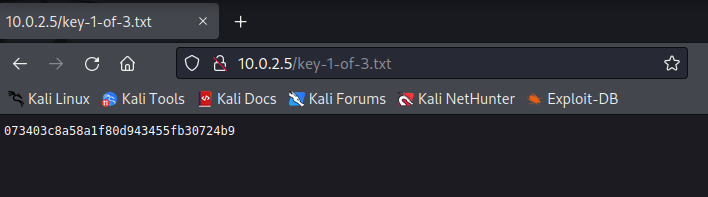 10.0.2.5/key-1-of-3.txt
10.0.2.5/key-1-of-3.txt
Kali Linux Kali Tools Kali Docs Kali Forums Kali NetHunter Exploit-DB
073403c8a58a1f80d943455fb30724b9